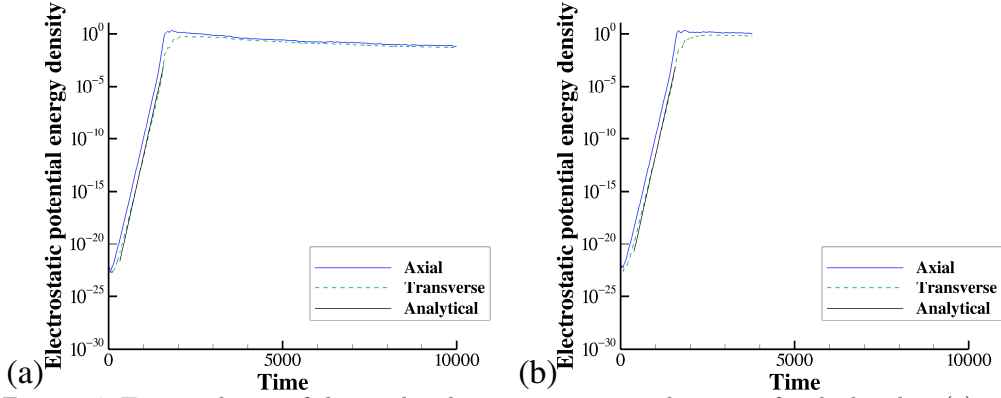 Electrostatic potential energy density
10^0
10^-5
10^-10
10^-15
10^-20
10^-25
10^-30
0
5000
10000
Time
Axial
Transverse
Analytical
(a)
Electrostatic potential energy density
10^0
10^-5
10^-10
10^-15
10^-20
10^-25
10^-30
0
5000
10000
Time
Axial
Transverse
Analytical
(b)